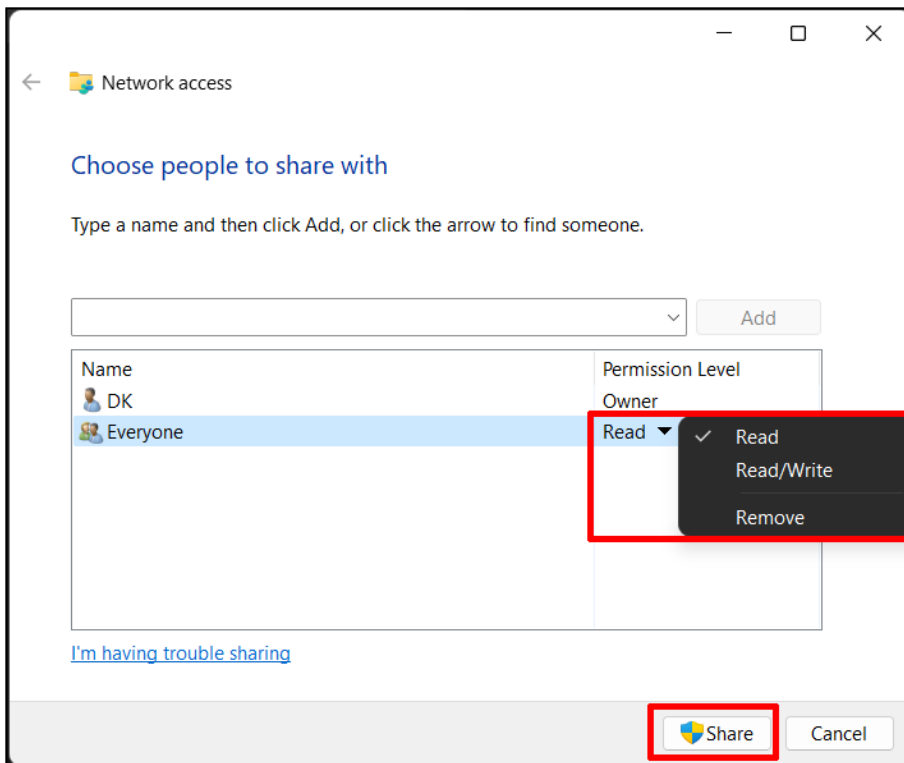 Network access
Choose people to share with
Type a name and then click Add, or click the arrow to find someone.
Add
Name Permission Level
DK Owner
Everyone Read
Read
Read/Write
Remove
I'm having trouble sharing
Share Cancel